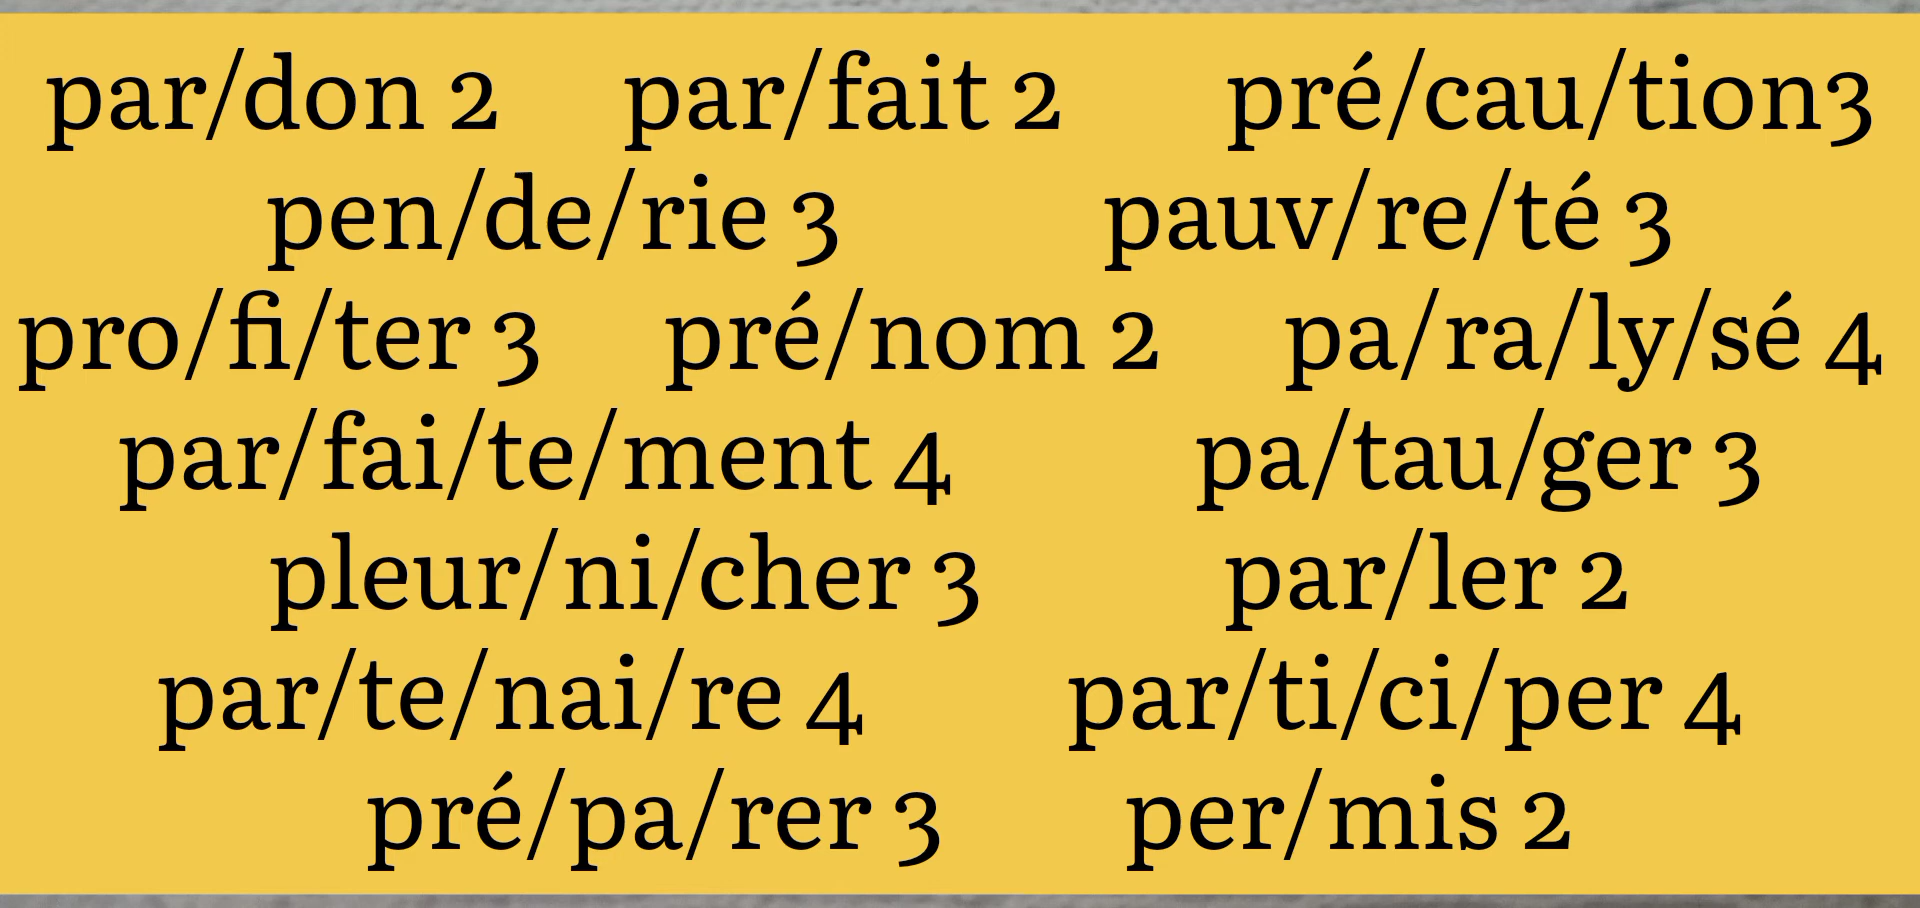 par/don 2 par/fait 2 pré/cau/tion3
pen/de/rie 3 pauv/re/té 3
pro/fi/ter 3 pré/nom 2 pa/ra/ly/sé 4
par/fai/te/ment 4 pa/tau/ger 3
pleur/ni/cher 3 par/ler 2
par/te/nai/re 4 par/ti/ci/per 4
pré/pa/rer 3 per/mis 2